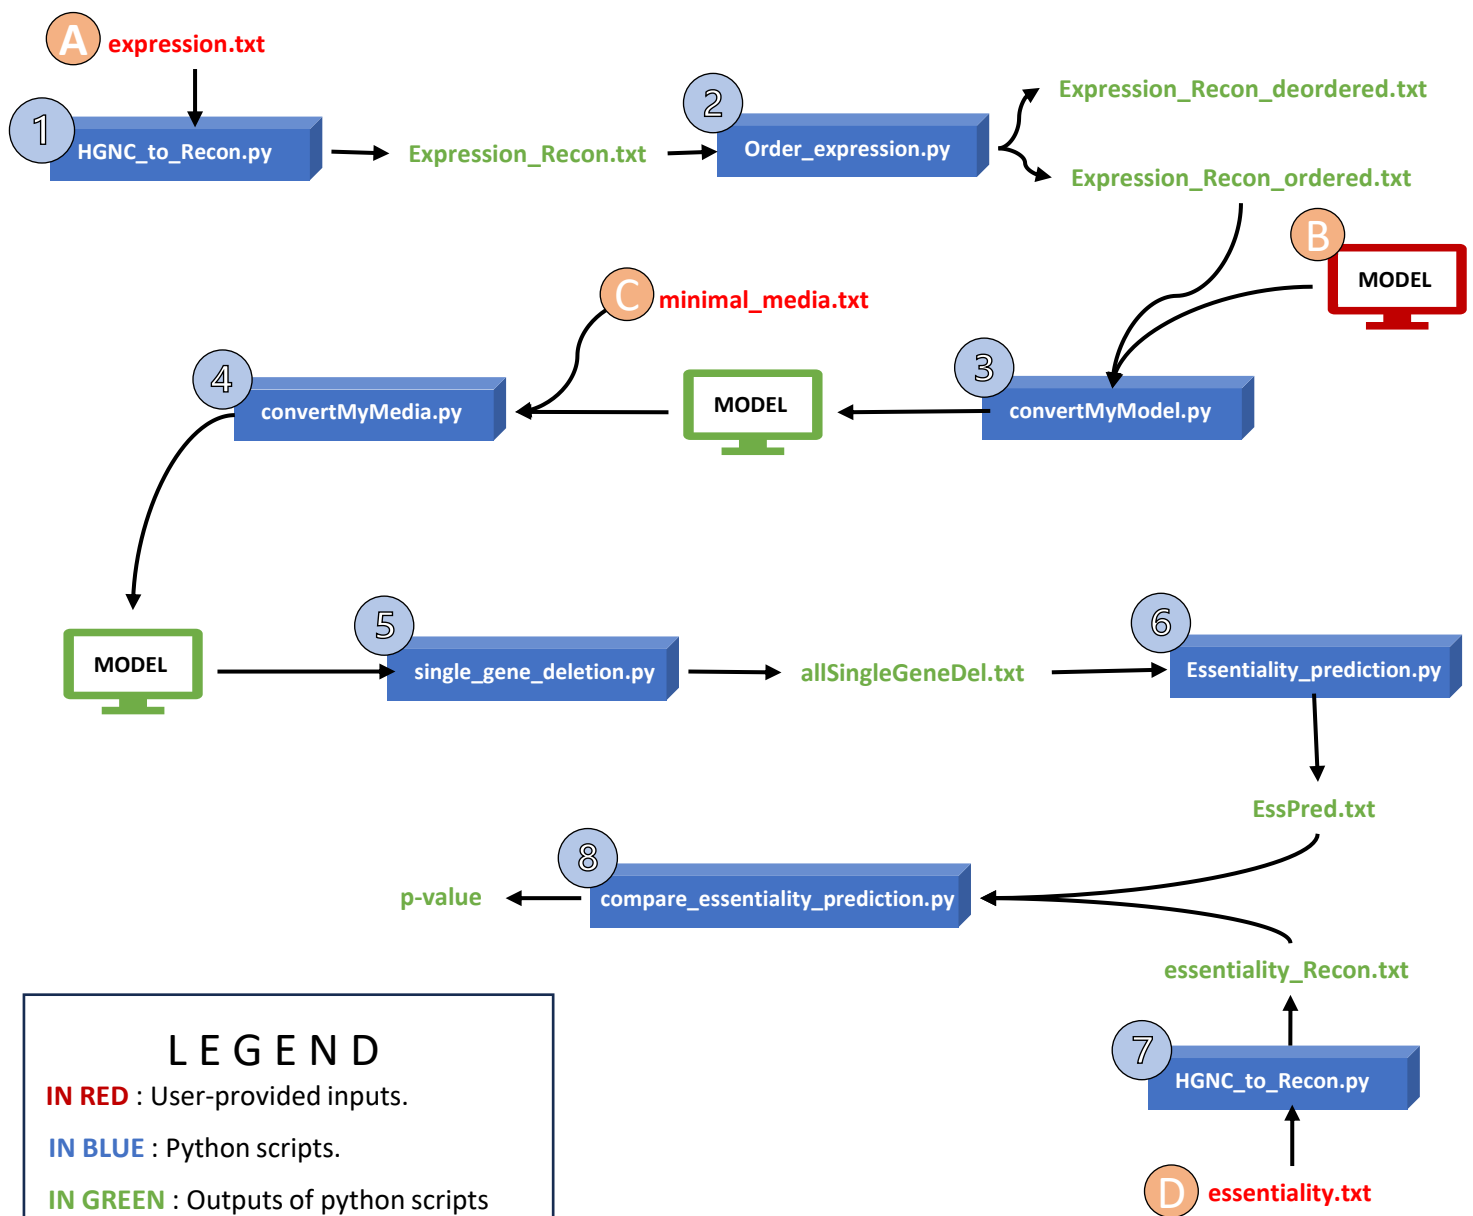 A expression.txt
1 HGNC_to_Recon.py
Expression_Recon.txt
2 Order_expression.py
Expression_Recon_deordered.txt
Expression_Recon_ordered.txt
B MODEL
C minimal_media.txt
3 convertMyModel.py
MODEL
4 convertMyMedia.py
MODEL
5 single_gene_deletion.py
allSingleGeneDel.txt
6 Essentiality_prediction.py
EssPred.txt
8 compare_essentiality_prediction.py
p-value
essentiality_Recon.txt
7 HGNC_to_Recon.py
D essentiality.txt
LEGEND
IN RED : User-provided inputs.
IN BLUE : Python scripts.
IN GREEN : Outputs of python scripts